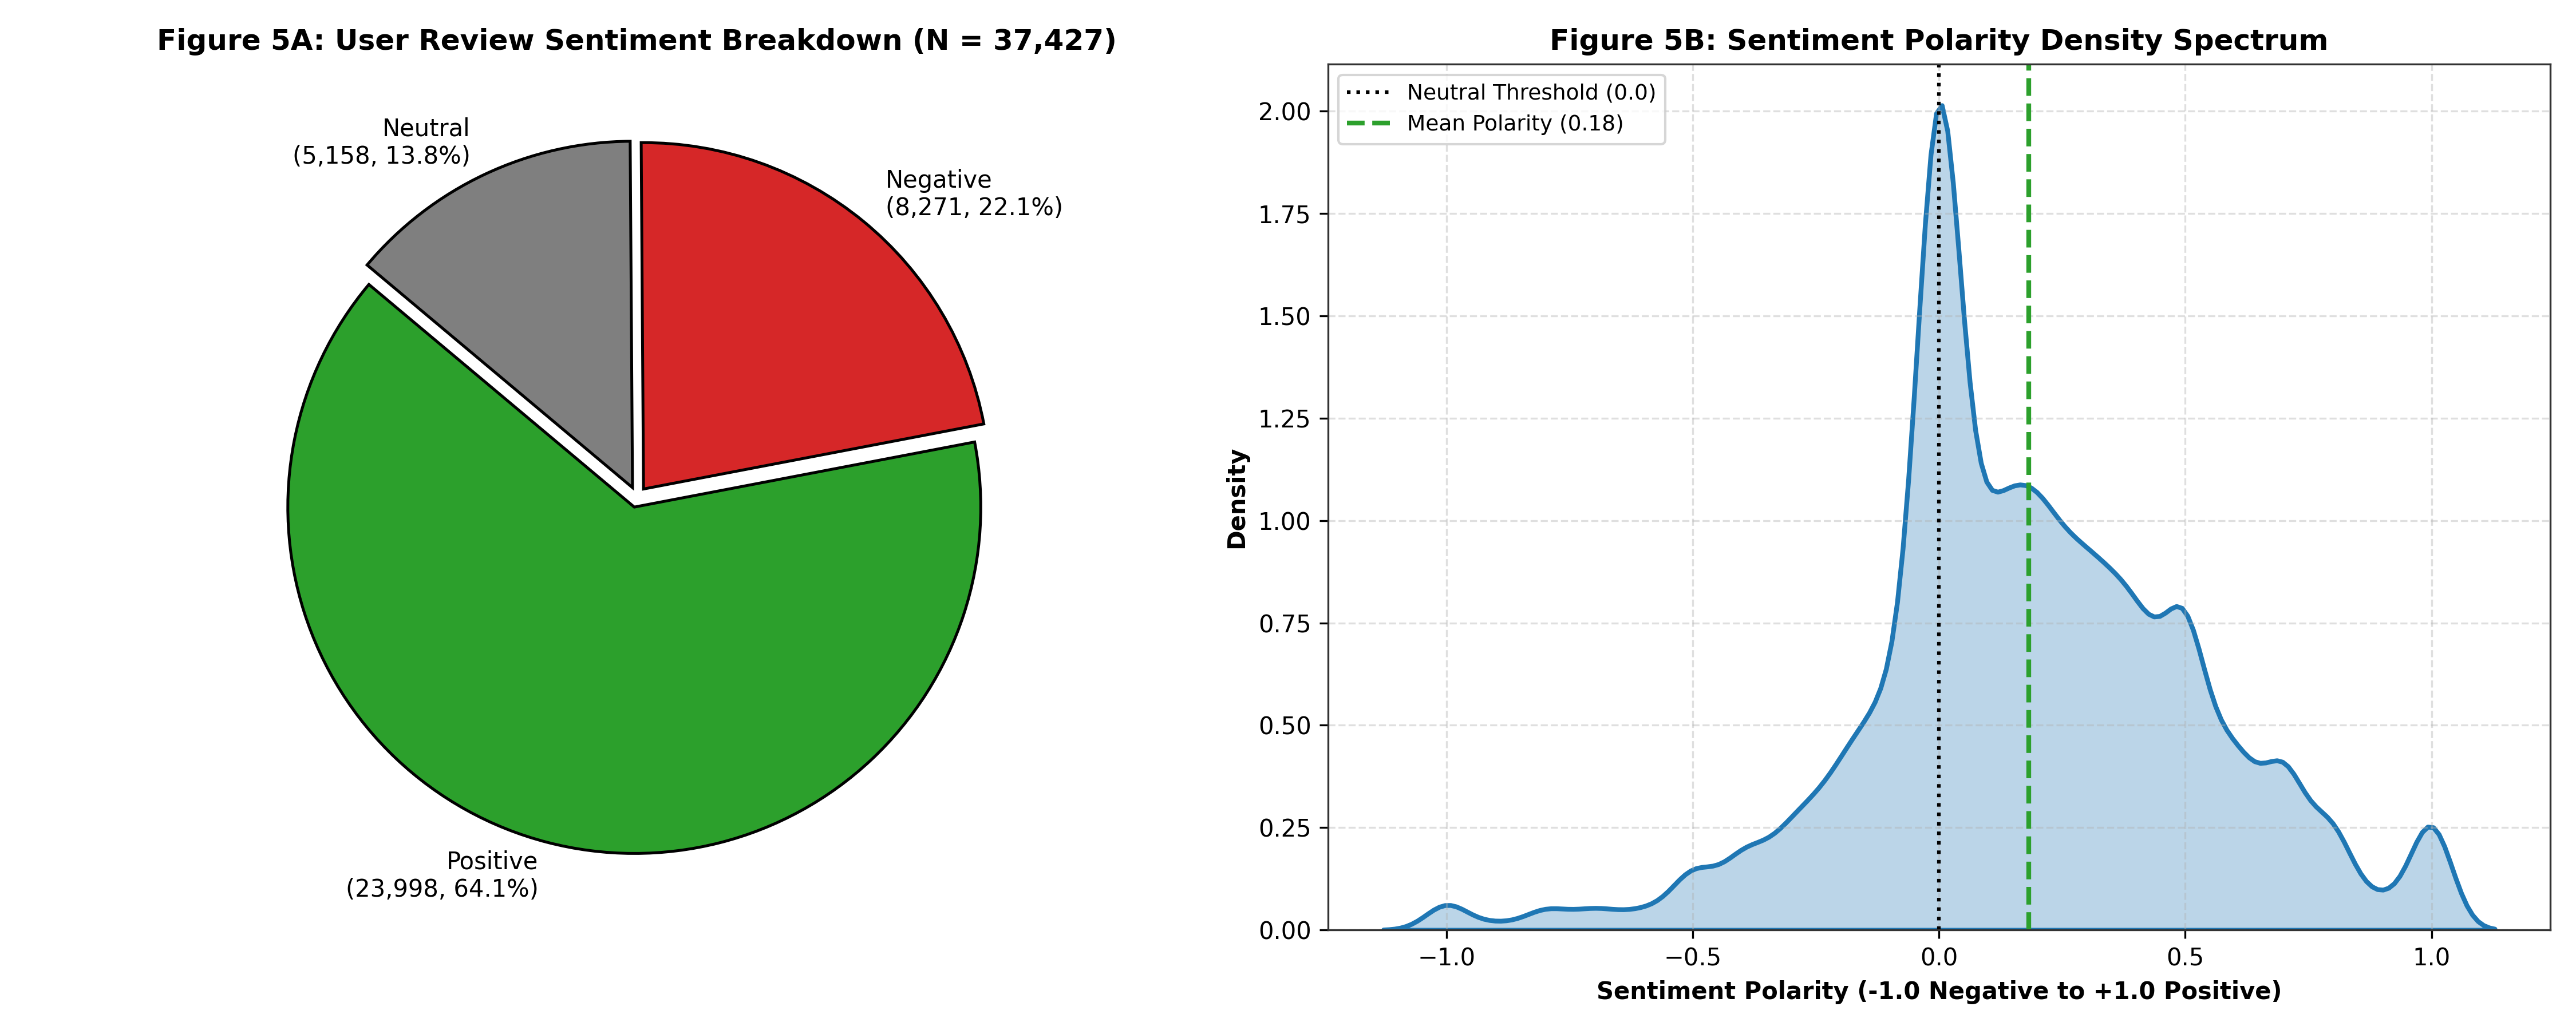 Figure 5A: User Review Sentiment Breakdown (N = 37,427)
Neutral
(5,158, 13.8%)
Negative
(8,271, 22.1%)
Positive
(23,998, 64.1%)
Figure 5B: Sentiment Polarity Density Spectrum
Neutral Threshold (0.0)
Mean Polarity (0.18)
Density
2.00
1.75
1.50
1.25
1.00
0.75
0.50
0.25
0.00
−1.0
−0.5
0.0
0.5
1.0
Sentiment Polarity (-1.0 Negative to +1.0 Positive)